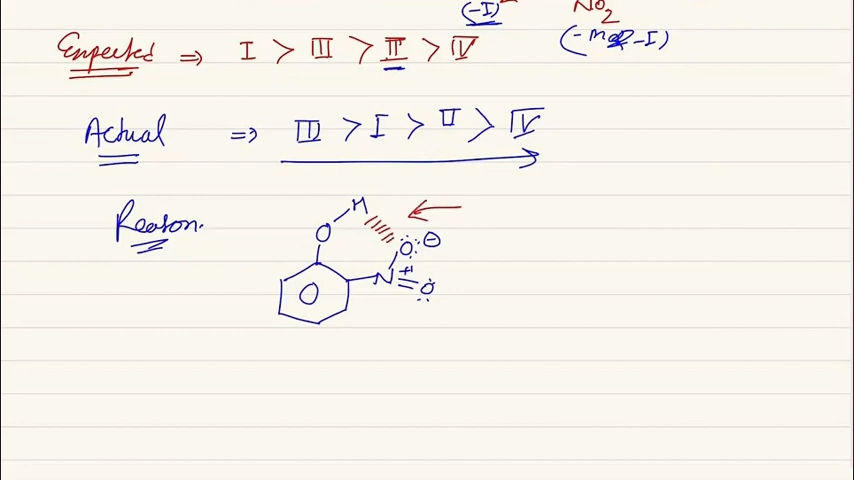 (-I) NO2
Expected ⇒ I > III > II > IV (-m -I)
Actual ⇒ III > I > II > IV
Reason.
H
O
O ⊖
N + = O
O